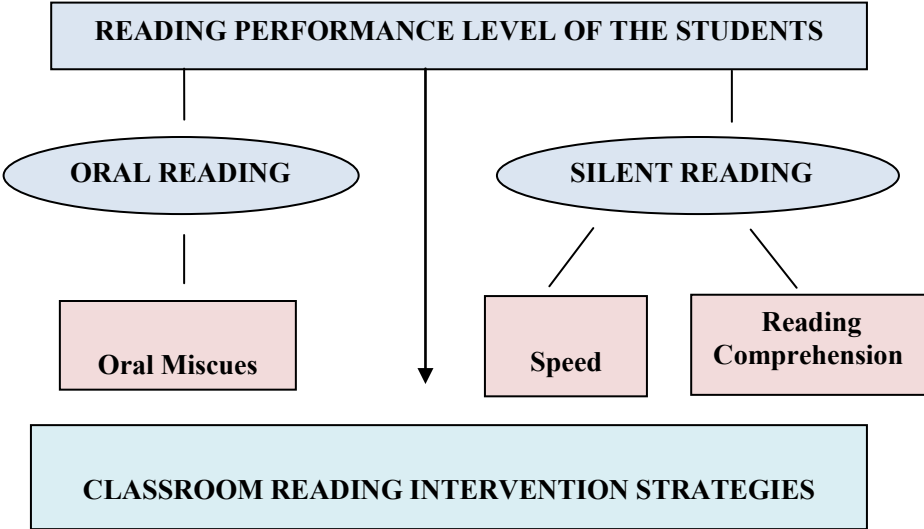 READING PERFORMANCE LEVEL OF THE STUDENTS
ORAL READING
SILENT READING
Oral Miscues
Speed
Reading
Comprehension
CLASSROOM READING INTERVENTION STRATEGIES